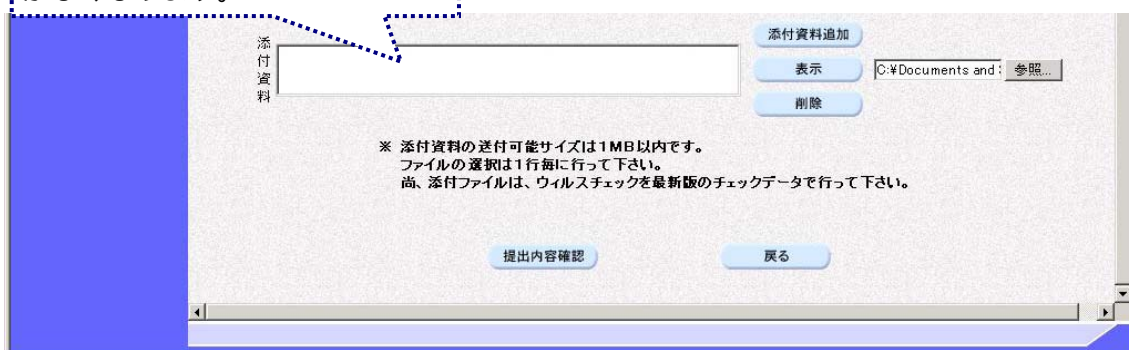 添付資料追加
添付資料
表示
C:¥Documents and
参照...
削除
※ 添付資料の送付可能サイズは1MB以内です。
ファイルの選択は1行毎に行って下さい。
尚、添付ファイルは、ウィルスチェックを最新版のチェックデータで行って下さい。
提出内容確認
戻る